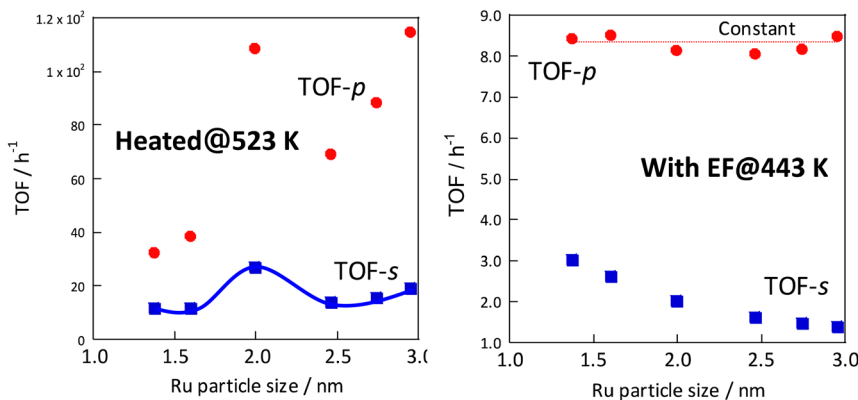 1.2 x 10²
1 x 10²
80
60
40
20
0
TOF / h⁻¹
TOF-p
Heated@523 K
TOF-s
1.0 1.5 2.0 2.5 3.0
Ru particle size / nm
9.0
8.0
7.0
6.0
5.0
4.0
3.0
2.0
1.0
TOF / h⁻¹
Constant
TOF-p
With EF@443 K
TOF-s
1.0 1.5 2.0 2.5 3.0
Ru particle size / nm